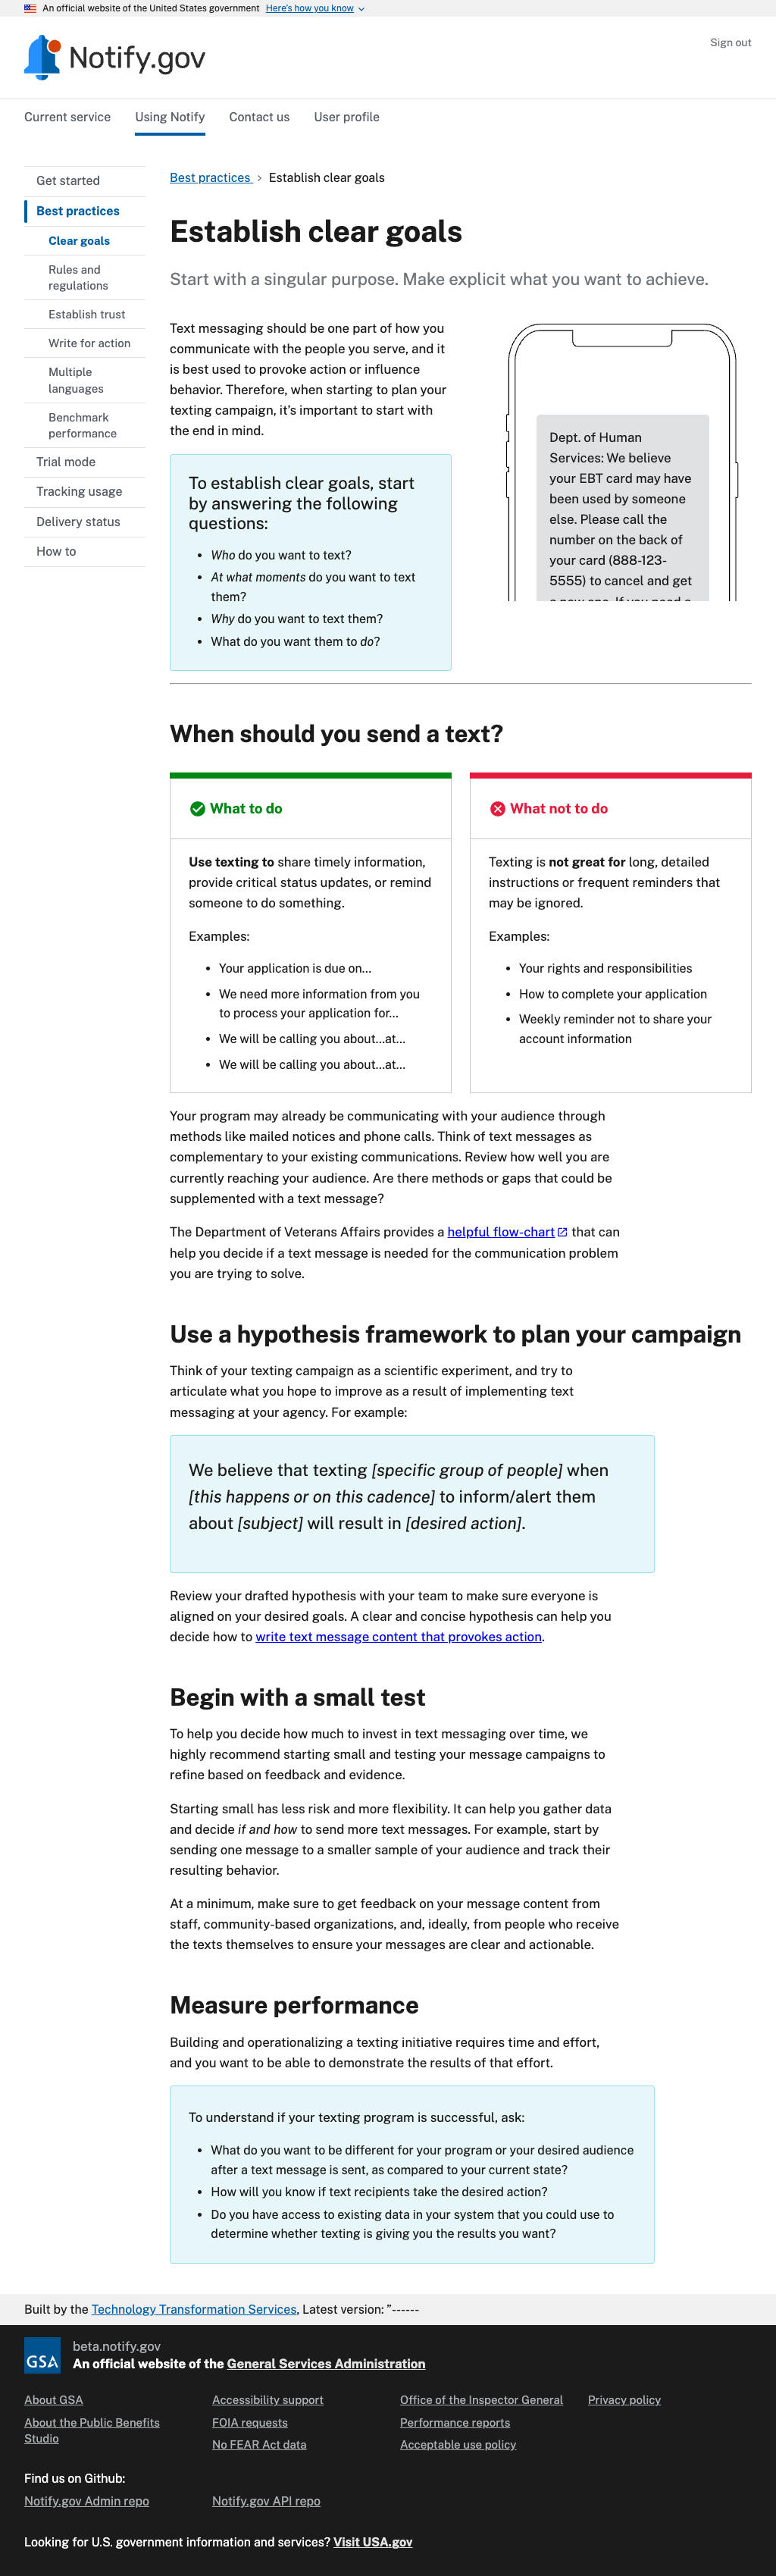 An official website of the United States government Here's how you know
Notify.gov
Sign out
Current service Using Notify Contact us User profile
Get started
Best practices
Clear goals
Rules and
regulations
Establish trust
Write for action
Multiple
languages
Benchmark
performance
Trial mode
Tracking usage
Delivery status
How to
Best practices > Establish clear goals
Establish clear goals
Start with a singular purpose. Make explicit what you want to achieve.
Text messaging should be one part of how you
communicate with the people you serve, and it
is best used to provoke action or influence
behavior. Therefore, when starting to plan your
texting campaign, it's important to start with
the end in mind.
To establish clear goals, start
by answering the following
questions:
• Who do you want to text?
• At what moments do you want to text
them?
• Why do you want to text them?
• What do you want them to do?
Dept. of Human
Services: We believe
your EBT card may have
been used by someone
else. Please call the
number on the back of
your card (888-123-
5555) to cancel and get
a new one. If you need a
When should you send a text?
What to do
Use texting to share timely information,
provide critical status updates, or remind
someone to do something.
Examples:
• Your application is due on...
• We need more information from you
to process your application for...
• We will be calling you about...at...
• We will be calling you about...at...
What not to do
Texting is not great for long, detailed
instructions or frequent reminders that
may be ignored.
Examples:
• Your rights and responsibilities
• How to complete your application
• Weekly reminder not to share your
account information
Your program may already be communicating with your audience through
methods like mailed notices and phone calls. Think of text messages as
complementary to your existing communications. Review how well you are
currently reaching your audience. Are there methods or gaps that could be
supplemented with a text message?
The Department of Veterans Affairs provides a helpful flow-chart that can
help you decide if a text message is needed for the communication problem
you are trying to solve.
Use a hypothesis framework to plan your campaign
Think of your texting campaign as a scientific experiment, and try to
articulate what you hope to improve as a result of implementing text
messaging at your agency. For example:
We believe that texting [specific group of people] when
[this happens or on this cadence] to inform/alert them
about [subject] will result in [desired action].
Review your drafted hypothesis with your team to make sure everyone is
aligned on your desired goals. A clear and concise hypothesis can help you
decide how to write text message content that provokes action.
Begin with a small test
To help you decide how much to invest in text messaging over time, we
highly recommend starting small and testing your message campaigns to
refine based on feedback and evidence.
Starting small has less risk and more flexibility. It can help you gather data
and decide if and how to send more text messages. For example, start by
sending one message to a smaller sample of your audience and track their
resulting behavior.
At a minimum, make sure to get feedback on your message content from
staff, community-based organizations, and, ideally, from people who receive
the texts themselves to ensure your messages are clear and actionable.
Measure performance
Building and operationalizing a texting initiative requires time and effort,
and you want to be able to demonstrate the results of that effort.
To understand if your texting program is successful, ask:
• What do you want to be different for your program or your desired audience
after a text message is sent, as compared to your current state?
• How will you know if text recipients take the desired action?
• Do you have access to existing data in your system that you could use to
determine whether texting is giving you the results you want?
Built by the Technology Transformation Services, Latest version: "------
GSA
beta.notify.gov
An official website of the General Services Administration
About GSA
About the Public Benefits
Studio
Accessibility support
FOIA requests
No FEAR Act data
Office of the Inspector General
Performance reports
Acceptable use policy
Privacy policy
Find us on Github:
Notify.gov Admin repo Notify.gov API repo
Looking for U.S. government information and services? Visit USA.gov